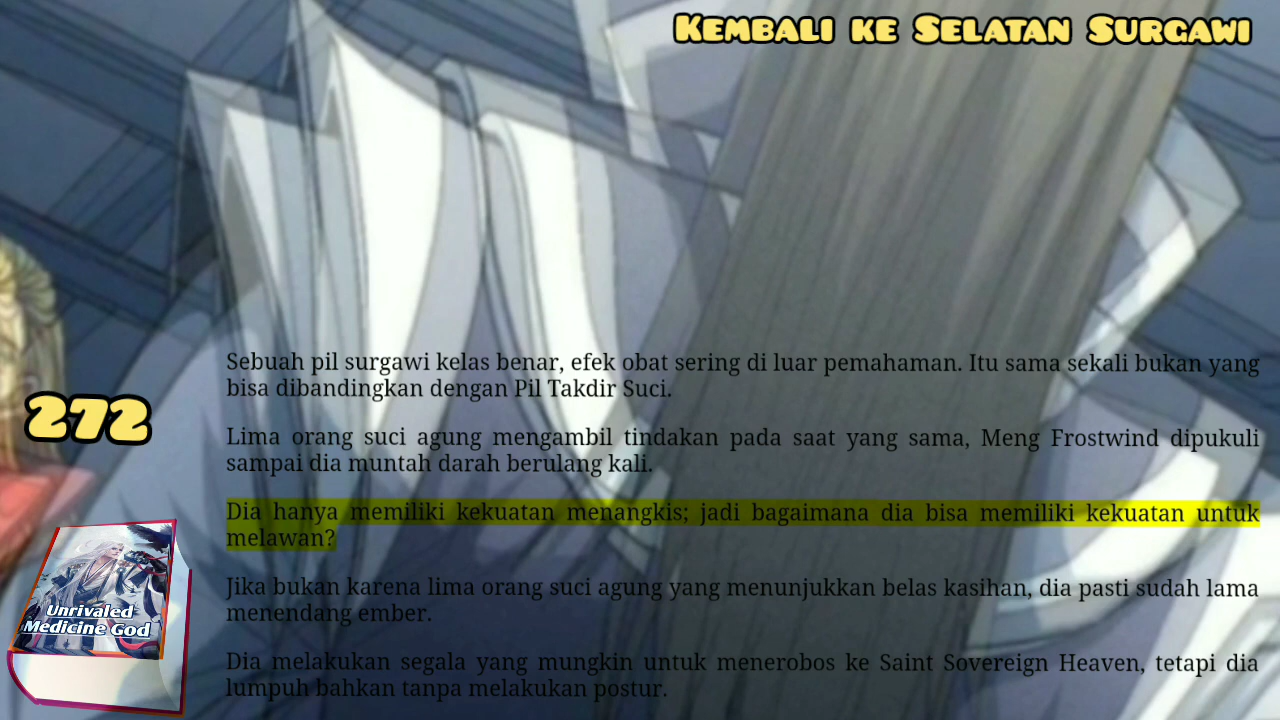 Kembali ke Selatan Surgawi
Sebuah pil surgawi kelas benar, efek obat sering di luar pemahaman. Itu sama sekali bukan yang
bisa dibandingkan dengan Pil Takdir Suci.
272
Lima orang suci agung mengambil tindakan pada saat yang sama, Meng Frostwind dipukuli
sampai dia muntah darah berulang kali.
Dia hanya memiliki kekuatan menangkis; jadi bagaimana dia bisa memiliki kekuatan untuk
melawan?
Jika bukan karena lima orang suci agung yang menunjukkan belas kasihan, dia pasti sudah lama
menendang ember.
Unrivaled
Medicine God
Dia melakukan segala yang mungkin untuk menerobos ke Saint Sovereign Heaven, tetapi dia
lumpuh bahkan tanpa melakukan postur.